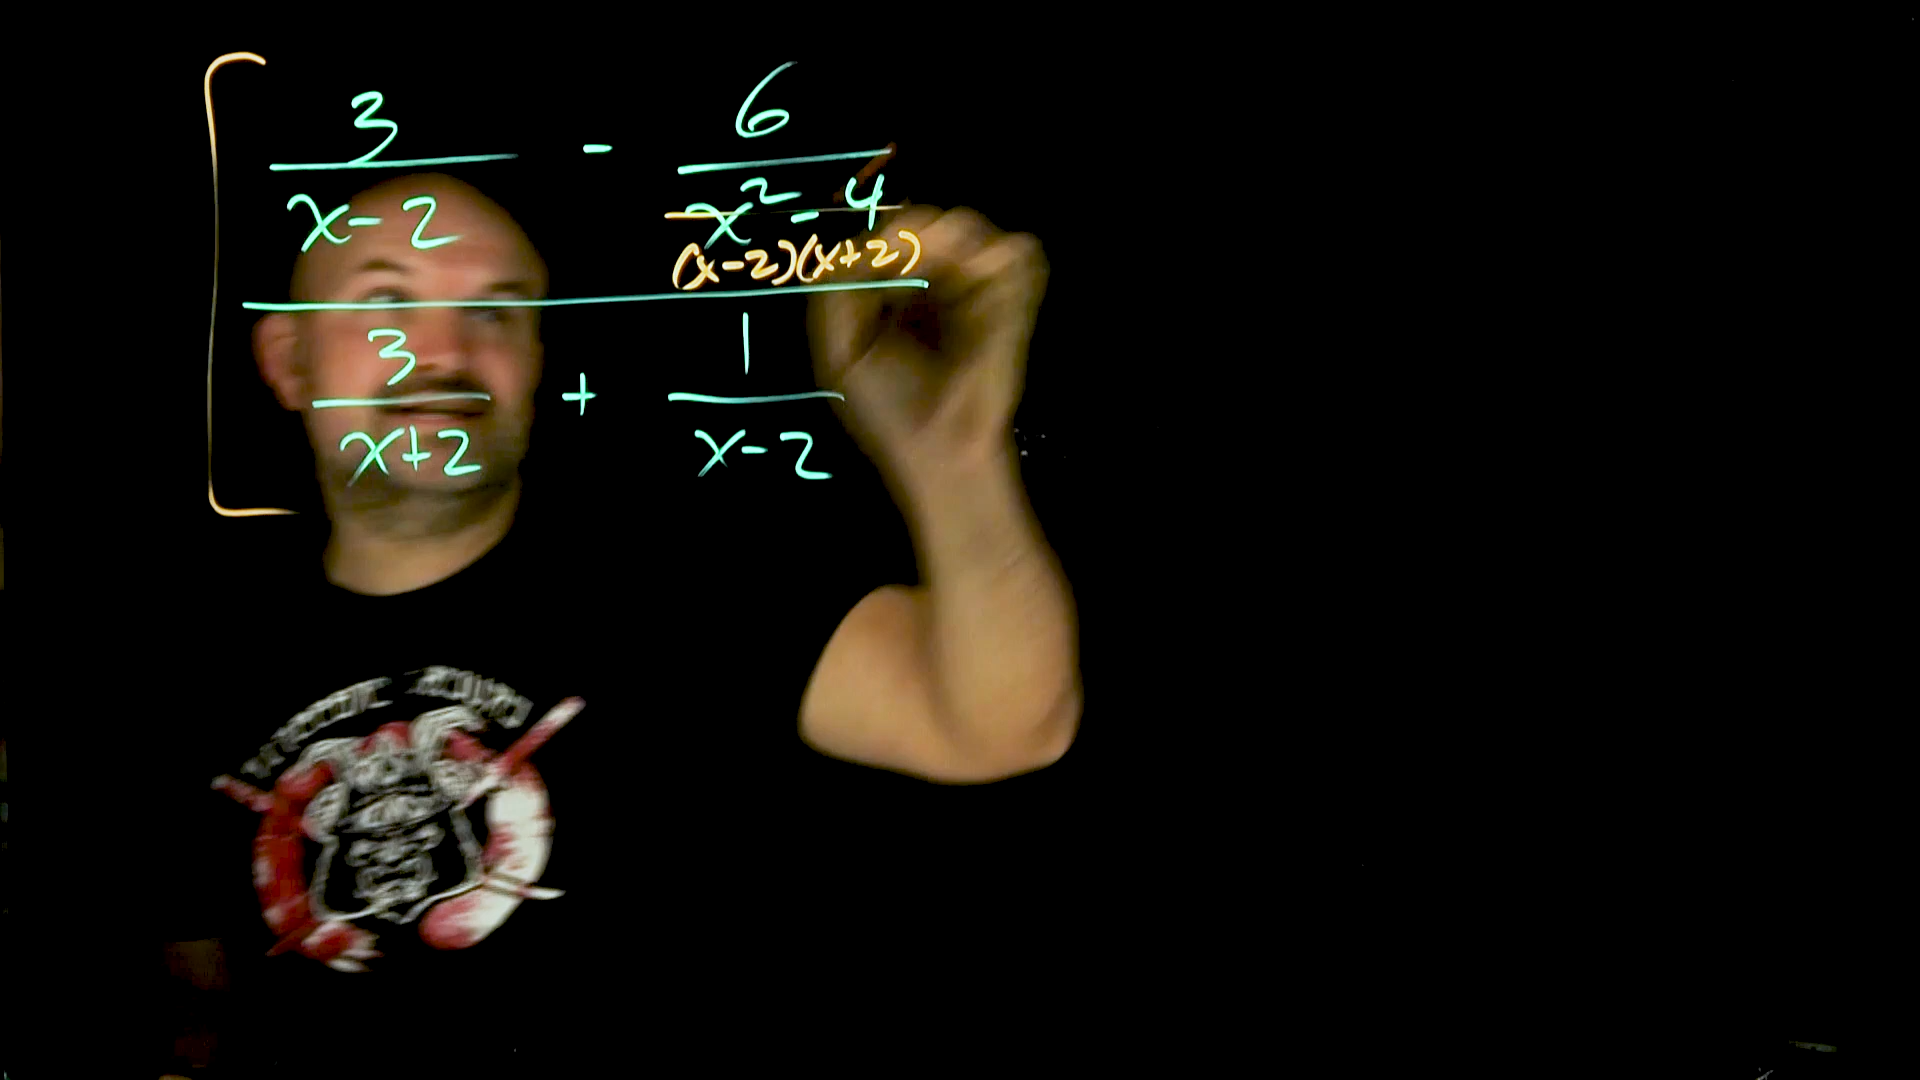 3 - 6
x-2 x² - 4
(x-2)(x+2)
3 + 1
x+2 x-2